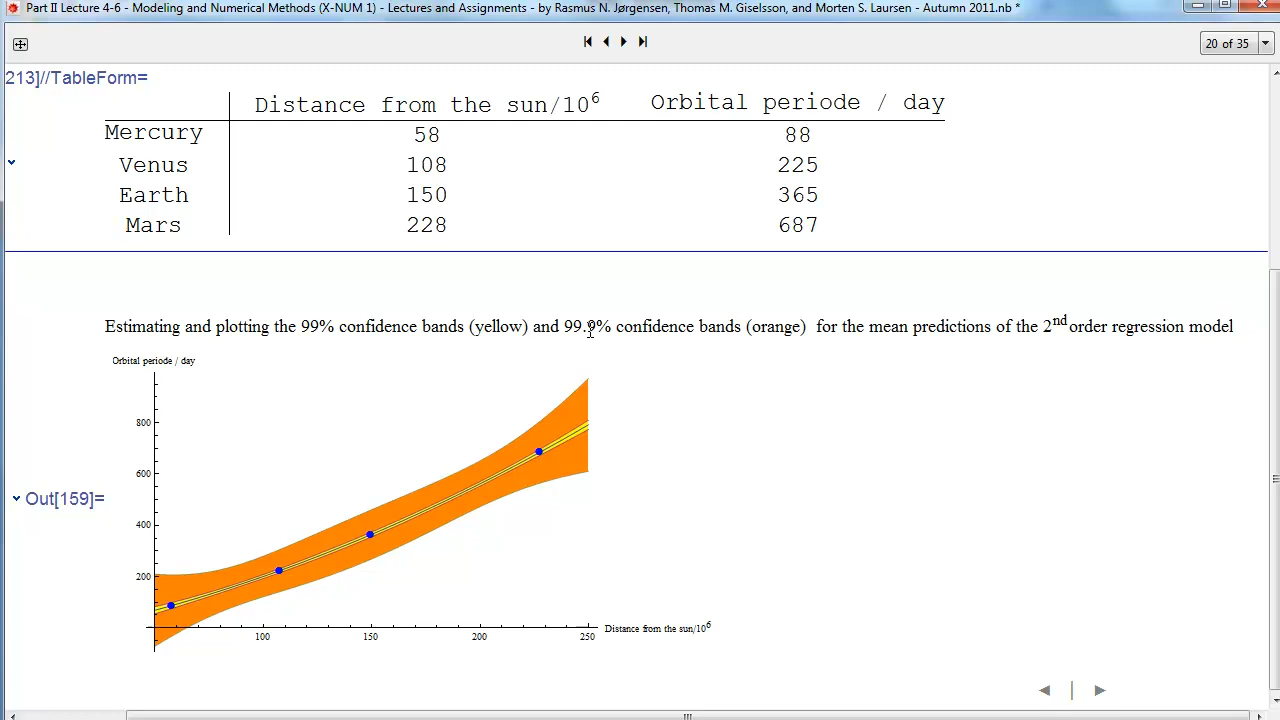 Part II Lecture 4-6 - Modeling and Numerical Methods (X-NUM 1) - Lectures and Assignments - by Rasmus N. Jørgensen, Thomas M. Giselsson, and Morten S. Laursen - Autumn 2011.nb *
20 of 35
213]//TableForm=
Distance from the sun/10^6 Orbital periode / day
Mercury 58 88
Venus 108 225
Earth 150 365
Mars 228 687
Estimating and plotting the 99% confidence bands (yellow) and 99.9% confidence bands (orange) for the mean predictions of the 2nd order regression model
Orbital periode / day
800
600
400
200
Out[159]=
100 150 200 250
Distance from the sun/10^6